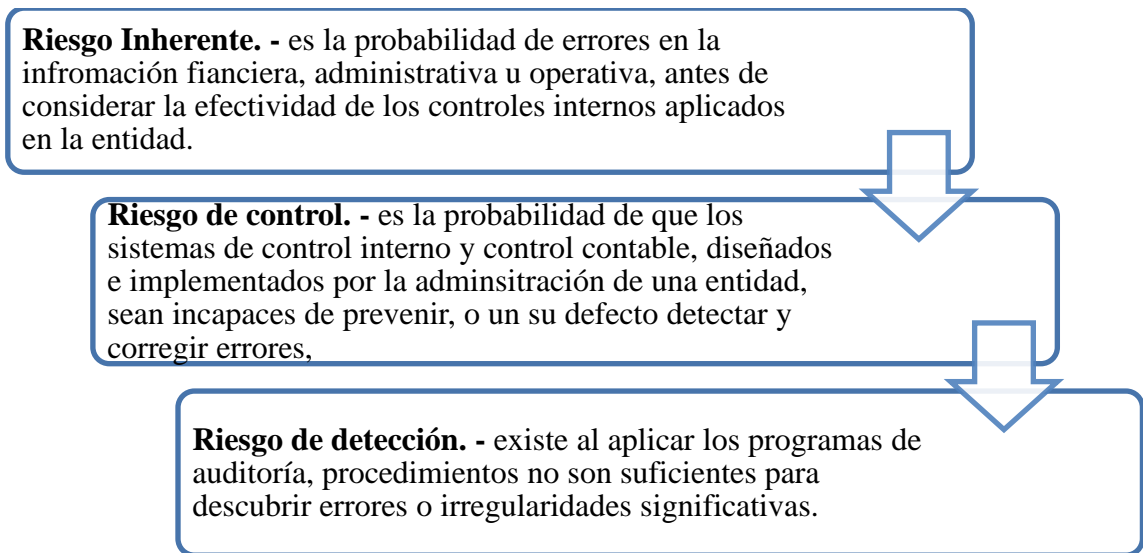 Riesgo Inherente. - es la probabilidad de errores en la
infromación fianciera, administrativa u operativa, antes de
considerar la efectividad de los controles internos aplicados
en la entidad.
Riesgo de control. - es la probabilidad de que los
sistemas de control interno y control contable, diseñados
e implementados por la adminsitración de una entidad,
sean incapaces de prevenir, o un su defecto detectar y
corregir errores,
Riesgo de detección. - existe al aplicar los programas de
auditoría, procedimientos no son suficientes para
descubrir errores o irregularidades significativas.